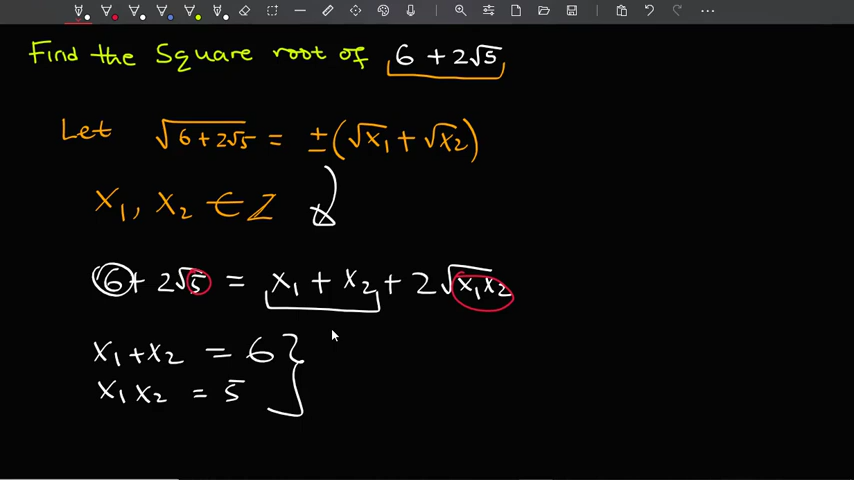 Find the Square root of 6 + 2√5
Let √6+2√5 = ±(√x₁ + √x₂)
x₁, x₂ ∈ Z
6 + 2√5 = x₁ + x₂ + 2√x₁x₂
x₁+x₂ = 6
x₁x₂ = 5